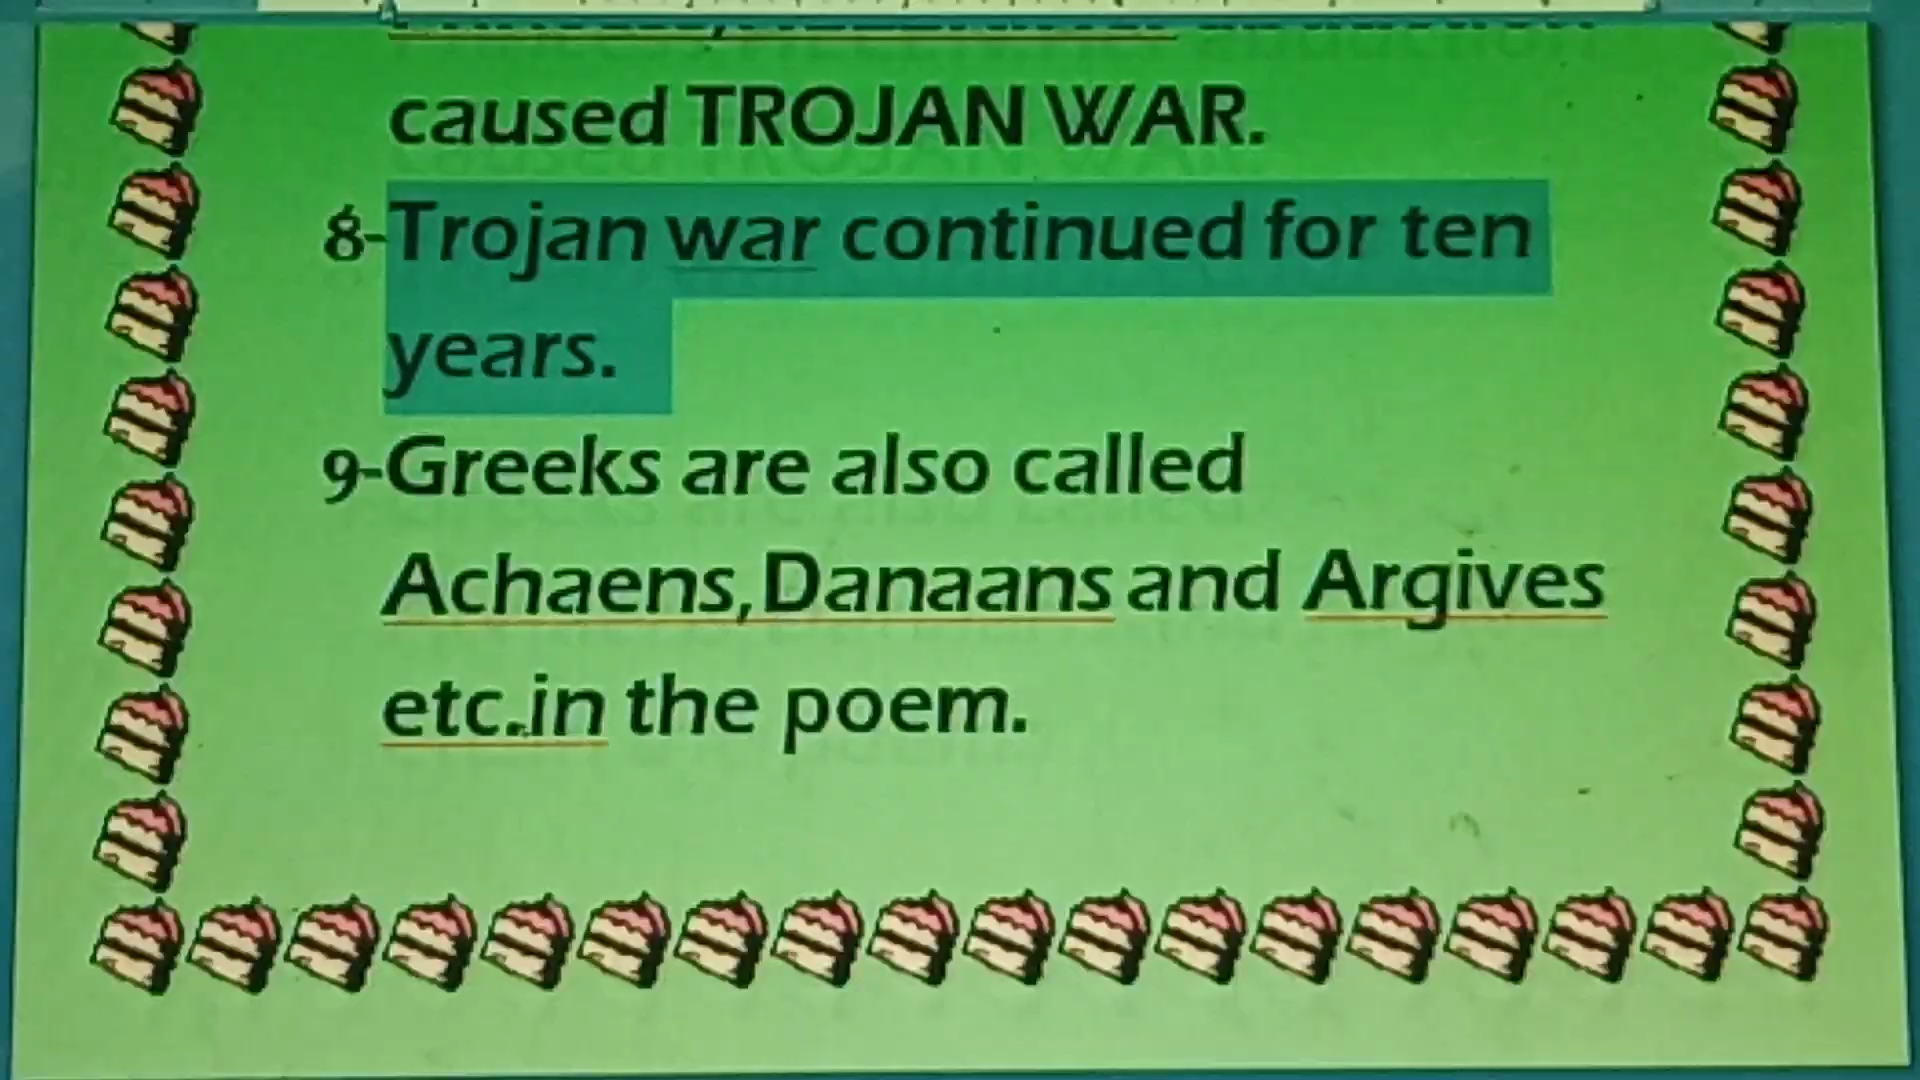 caused TROJAN WAR.
8-Trojan war continued for ten
years.
9-Greeks are also called
Achaens,Danaans and Argives
etc.in the poem.